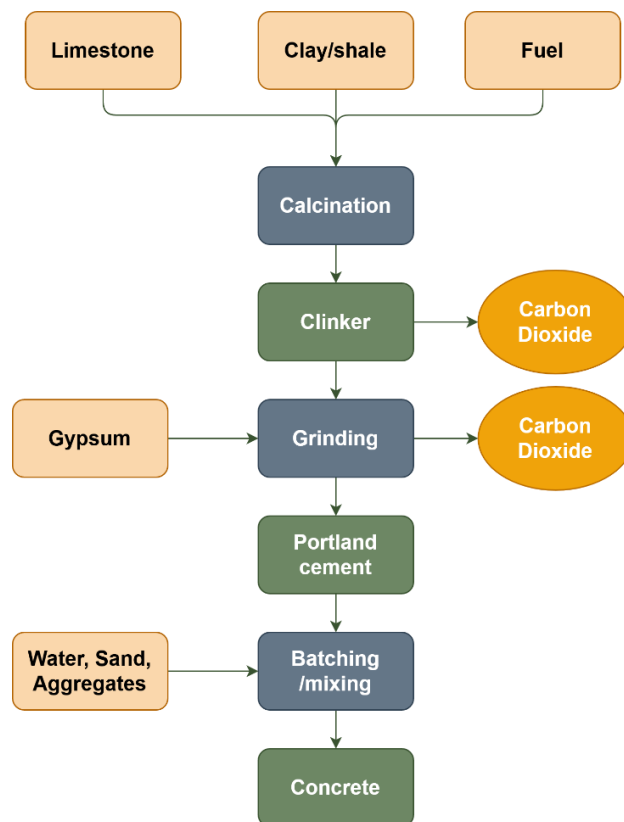 Limestone
Clay/shale
Fuel
Calcination
Clinker
Carbon
Dioxide
Gypsum
Grinding
Carbon
Dioxide
Portland
cement
Water, Sand,
Aggregates
Batching
/mixing
Concrete